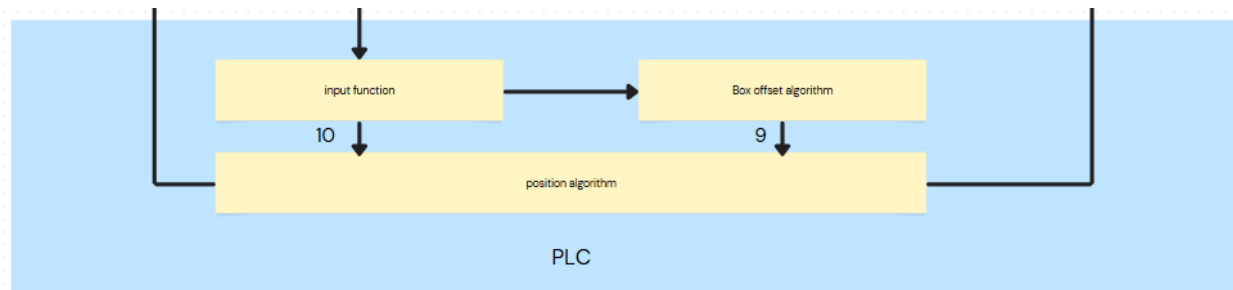 input function
Box offset algorithm
10
9
position algorithm
PLC